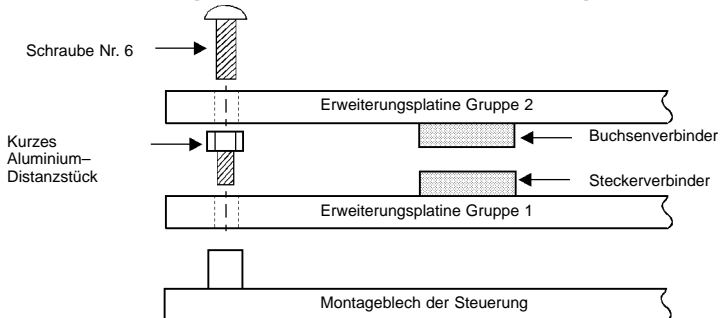 Schraube Nr. 6
Erweiterungsplatine Gruppe 2
Kurzes
Aluminium–
Distanzstück
Buchsenverbinder
Steckerverbinder
Erweiterungsplatine Gruppe 1
Montageblech der Steuerung